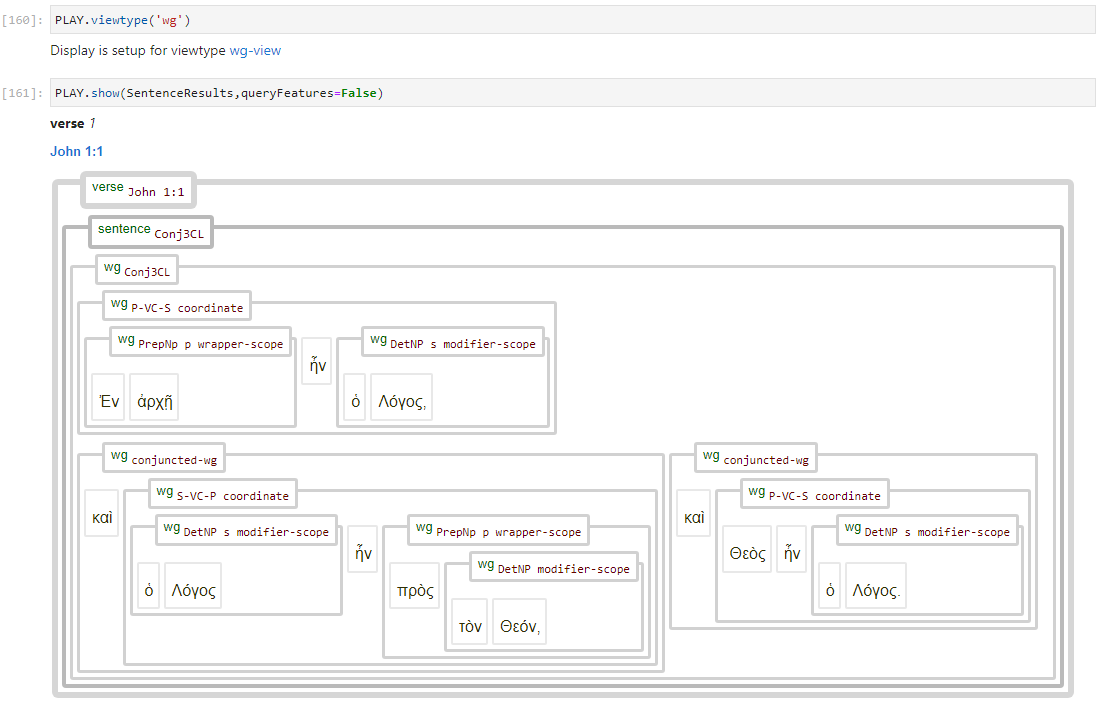 [160]: PLAY.viewtype('wg')
Display is setup for viewtype wg-view
[161]: PLAY.show(SentenceResults,queryFeatures=False)
verse 1
John 1:1
verse John 1:1
sentence Conj3CL
wg Conj3CL
wg P-VC-S coordinate
wg PrepNp p wrapper-scope
Ἐν ἀρχῇ
ἦν
wg DetNP s modifier-scope
ὁ Λόγος,
wg conjuncted-wg
καὶ
wg S-VC-P coordinate
wg DetNP s modifier-scope
ὁ Λόγος
ἦν
wg PrepNp p wrapper-scope
πρὸς
wg DetNP modifier-scope
τὸν Θεόν,
wg conjuncted-wg
καὶ
wg P-VC-S coordinate
Θεὸς ἦν
wg DetNP s modifier-scope
ὁ Λόγος.